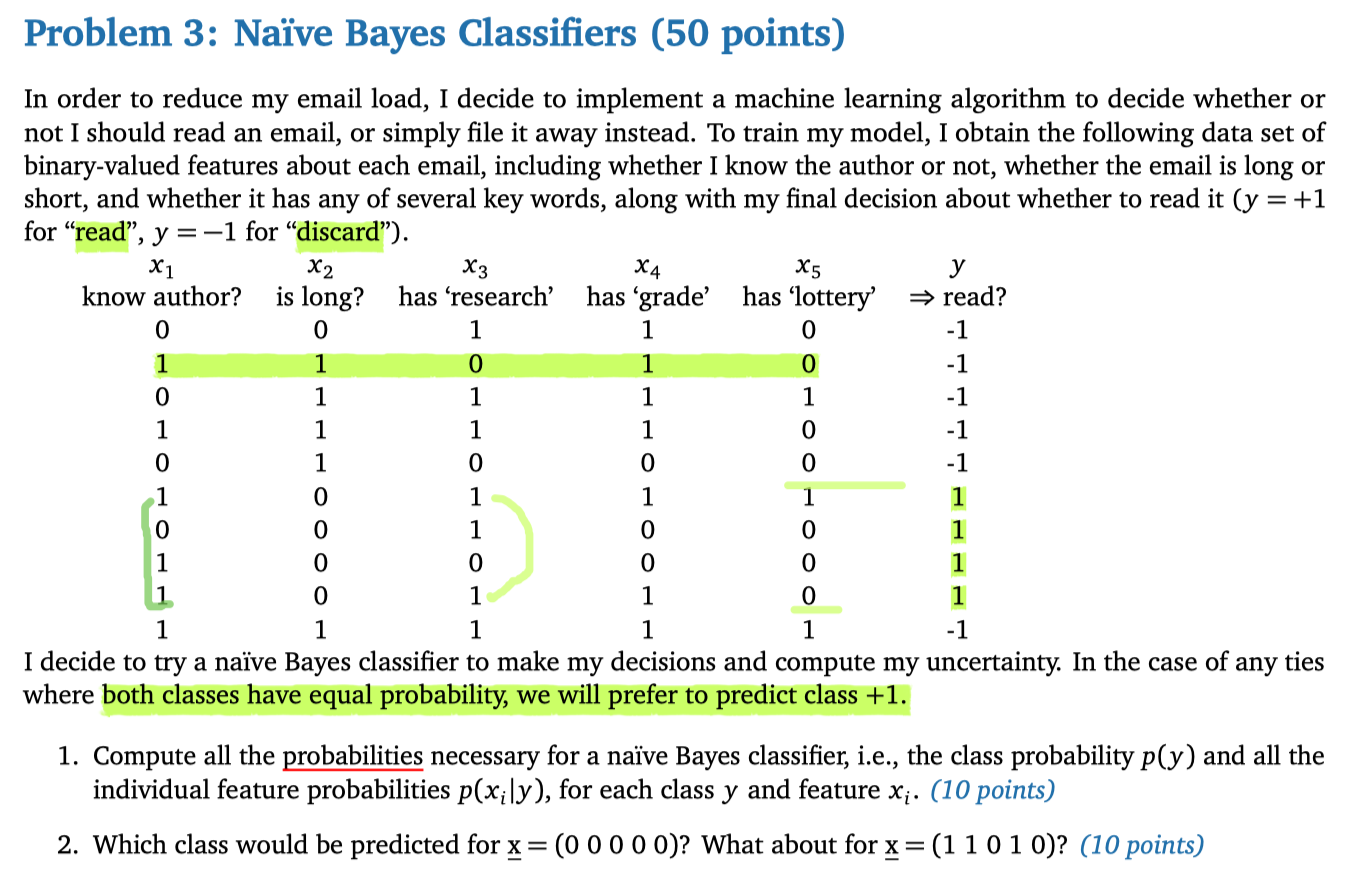 Problem 3: Naïve Bayes Classifiers (50 points)
In order to reduce my email load, I decide to implement a machine learning algorithm to decide whether or
not I should read an email, or simply file it away instead. To train my model, I obtain the following data set of
binary-valued features about each email, including whether I know the author or not, whether the email is long or
short, and whether it has any of several key words, along with my final decision about whether to read it (y = +1
for “read”, y = −1 for “discard”).
x1 x2 x3 x4 x5 y
know author? is long? has ‘research’ has ‘grade’ has ‘lottery’ ⇒ read?
0 0 1 1 0 -1
1 1 0 1 0 -1
0 1 1 1 1 -1
1 1 1 1 0 -1
0 1 0 0 0 -1
1 0 1 1 1 1
0 0 1 0 0 1
1 0 0 0 0 1
1 0 1 1 0 1
1 1 1 1 1 -1
I decide to try a naïve Bayes classifier to make my decisions and compute my uncertainty. In the case of any ties
where both classes have equal probability, we will prefer to predict class +1.
1. Compute all the probabilities necessary for a naïve Bayes classifier, i.e., the class probability p(y) and all the
individual feature probabilities p(xi|y), for each class y and feature xi. (10 points)
2. Which class would be predicted for x = (0 0 0 0 0)? What about for x = (1 1 0 1 0)? (10 points)